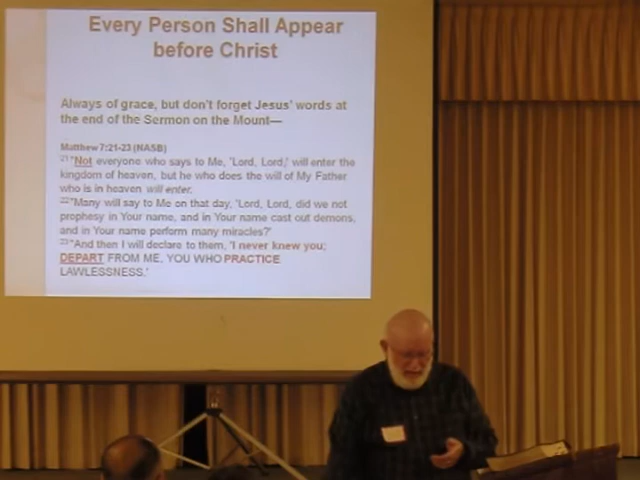 Every Person Shall Appear
before Christ
Always of grace, but don't forget Jesus' words at
the end of the Sermon on the Mount—
Matthew 7:21-23 (NASB)
21 "Not everyone who says to Me, 'Lord, Lord,' will enter the
kingdom of heaven, but he who does the will of My Father
who is in heaven will enter.
22 "Many will say to Me on that day, 'Lord, Lord, did we not
prophesy in Your name, and in Your name cast out demons,
and in Your name perform many miracles?'
23 "And then I will declare to them, 'I never knew you;
DEPART FROM ME, YOU WHO PRACTICE
LAWLESSNESS.'